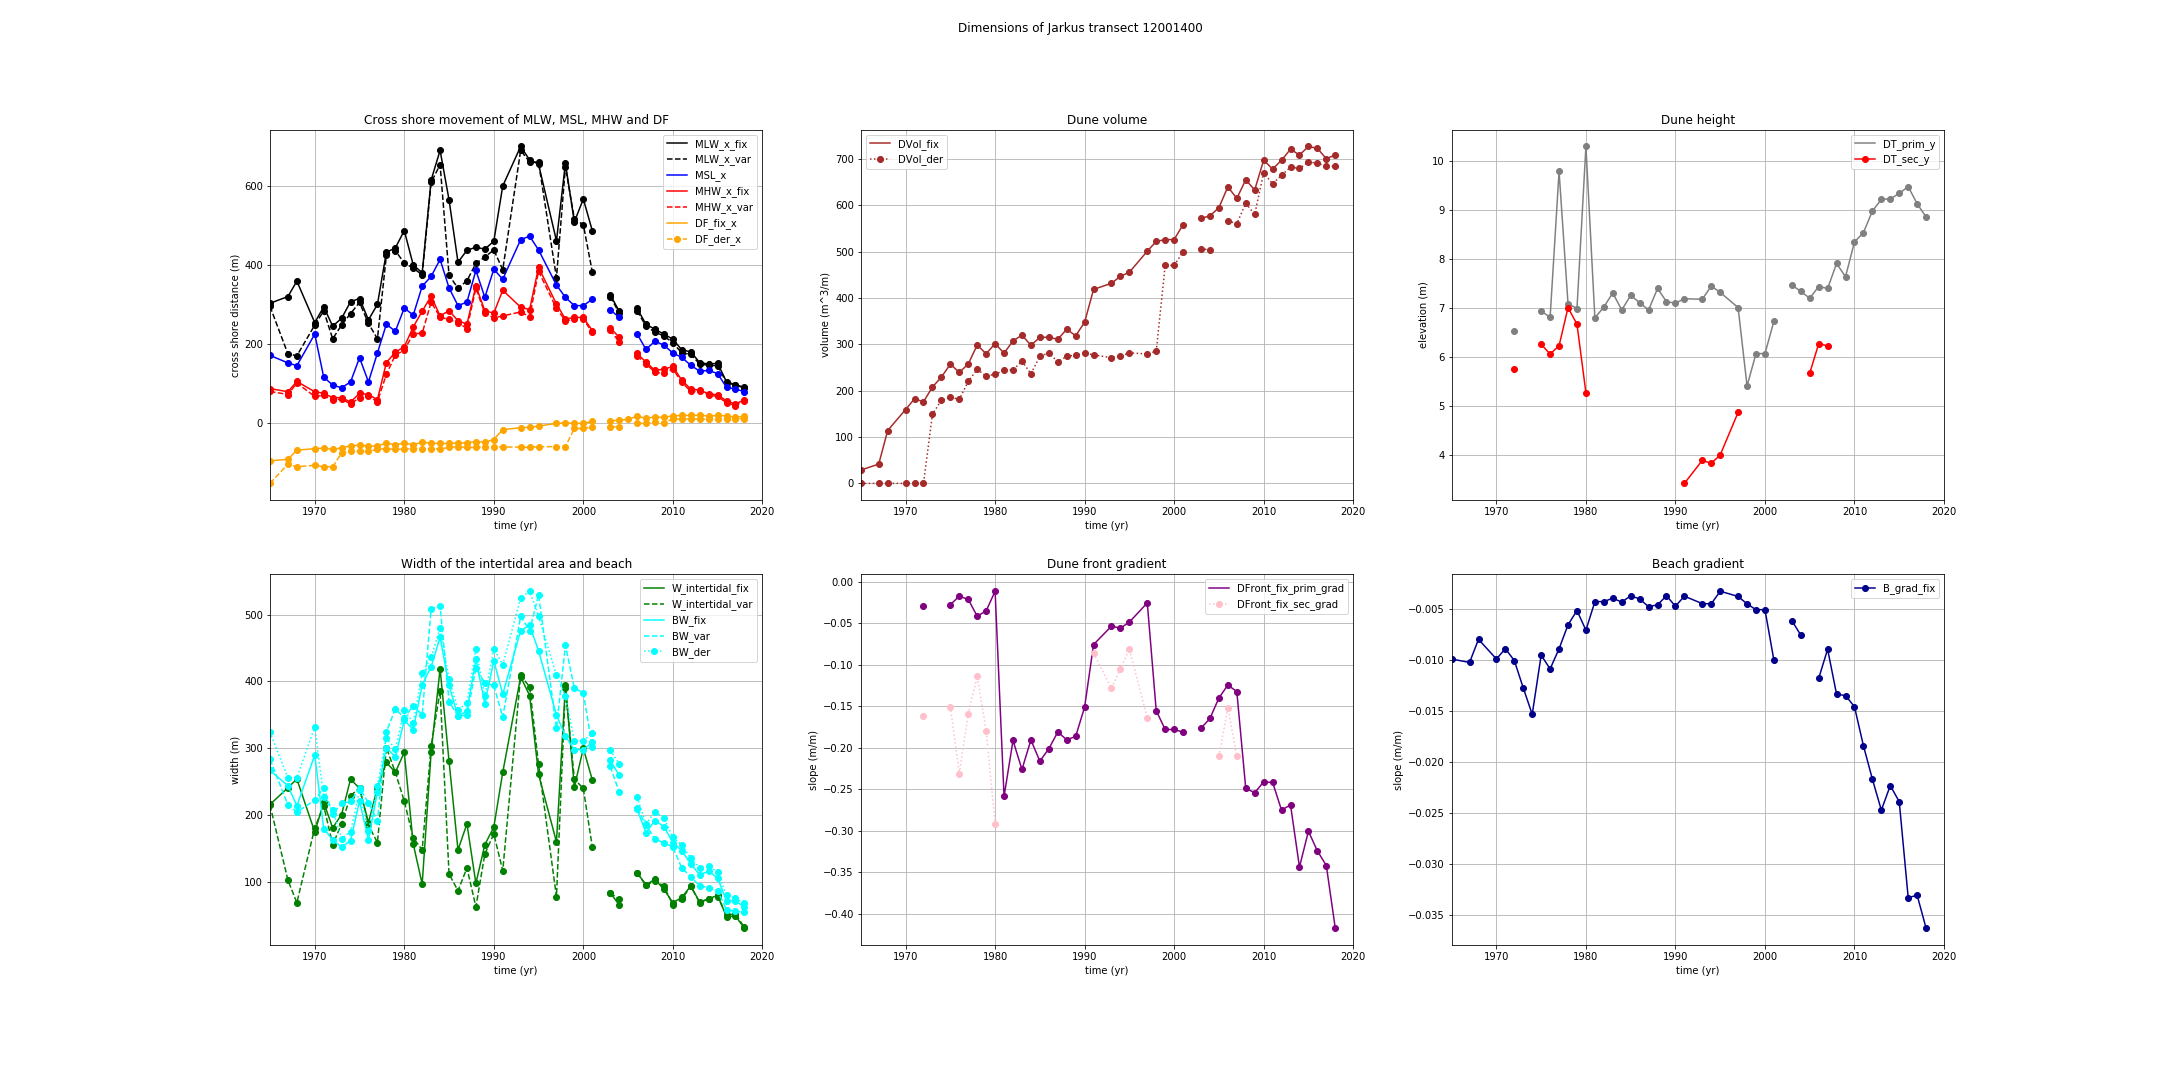 Dimensions of Jarkus transect 12001400
Cross shore movement of MLW, MSL, MHW and DF
cross shore distance (m)
600
400
200
0
MLW_x_fix
MLW_x_var
MSL_x
MHW_x_fix
MHW_x_var
DF_fix_x
DF_der_x
1970 1980 1990 2000 2010 2020
time (yr)
Dune volume
volume (m^3/m)
700
600
500
400
300
200
100
0
DVol_fix
DVol_der
1970 1980 1990 2000 2010 2020
time (yr)
Dune height
elevation (m)
10
9
8
7
6
5
4
DT_prim_y
DT_sec_y
1970 1980 1990 2000 2010 2020
time (yr)
Width of the intertidal area and beach
width (m)
500
400
300
200
100
W_intertidal_fix
W_intertidal_var
BW_fix
BW_var
BW_der
1970 1980 1990 2000 2010 2020
time (yr)
Dune front gradient
slope (m/m)
0.00
−0.05
−0.10
−0.15
−0.20
−0.25
−0.30
−0.35
−0.40
DFront_fix_prim_grad
DFront_fix_sec_grad
1970 1980 1990 2000 2010 2020
time (yr)
Beach gradient
slope (m/m)
−0.005
−0.010
−0.015
−0.020
−0.025
−0.030
−0.035
B_grad_fix
1970 1980 1990 2000 2010 2020
time (yr)